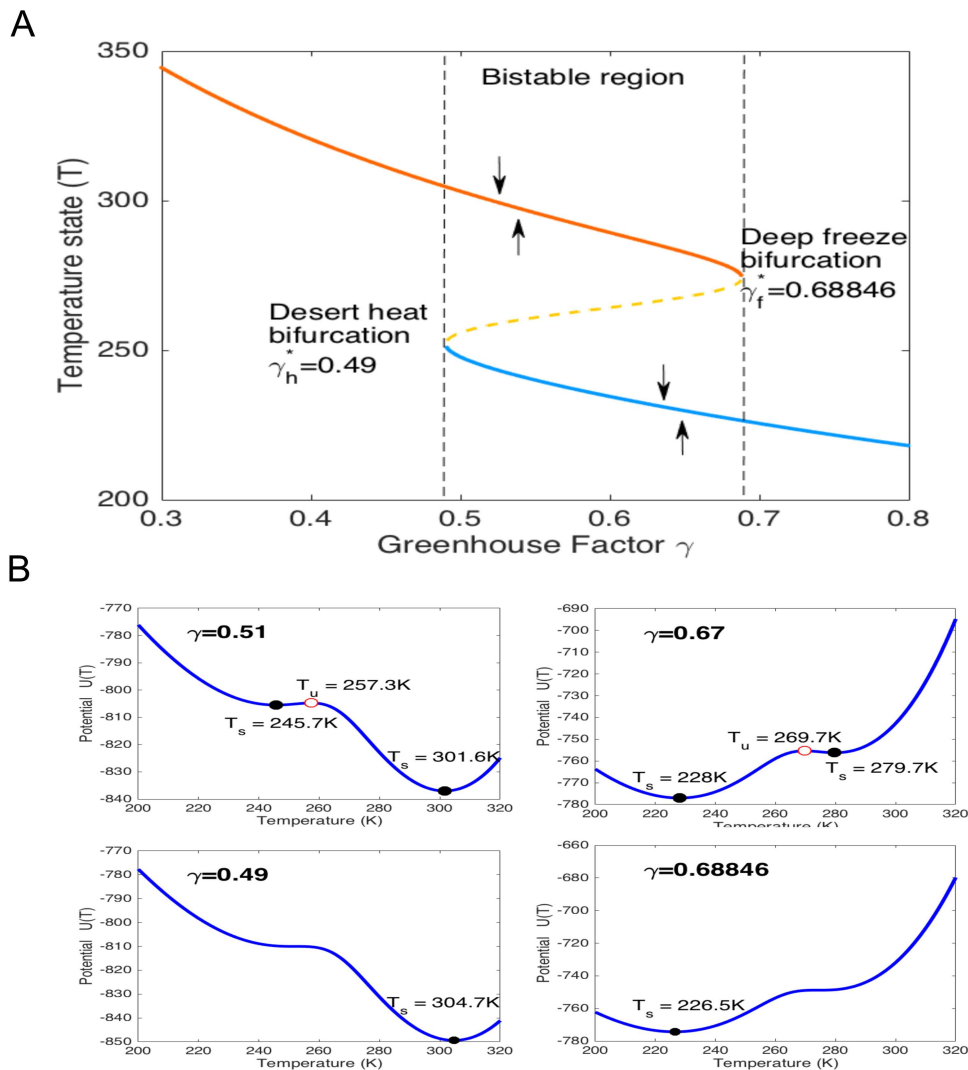 A
350
300
250
200
Temperature state (T)
Bistable region
Deep freeze
bifurcation
γ*f=0.68846
Desert heat
bifurcation
γ*h=0.49
0.3 0.4 0.5 0.6 0.7 0.8
Greenhouse Factor γ
B
-770
-780
-790
-800
-810
-820
-830
-840
Potential U(T)
γ=0.51
Tu = 257.3K
Ts = 245.7K
Ts = 301.6K
200 220 240 260 280 300 320
Temperature (K)
-690
-700
-710
-720
-730
-740
-750
-760
-770
-780
Potential U(T)
γ=0.67
Tu = 269.7K
Ts = 279.7K
Ts = 228K
200 220 240 260 280 300 320
Temperature (K)
-770
-780
-790
-800
-810
-820
-830
-840
-850
Potential U(T)
γ=0.49
Ts = 304.7K
200 220 240 260 280 300 320
Temperature (K)
-660
-680
-700
-720
-740
-760
-780
Potential U(T)
γ=0.68846
Ts = 226.5K
200 220 240 260 280 300 320
Temperature (K)